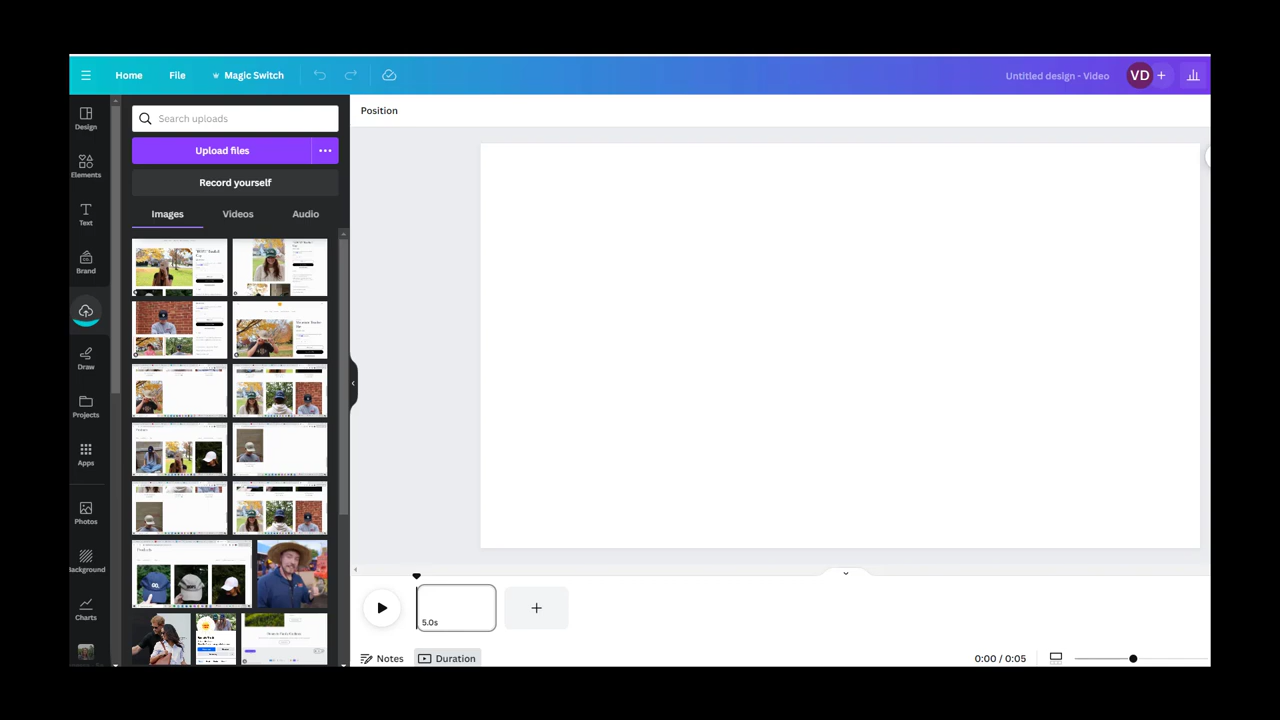 Home File Magic Switch Untitled design - Video VD +
Position
Design
Elements
Text
Brand
Draw
Projects
Apps
Photos
Background
Charts
Search uploads
Upload files ...
Record yourself
Images Videos Audio
5.0s
+
Notes Duration 0:00 / 0:05